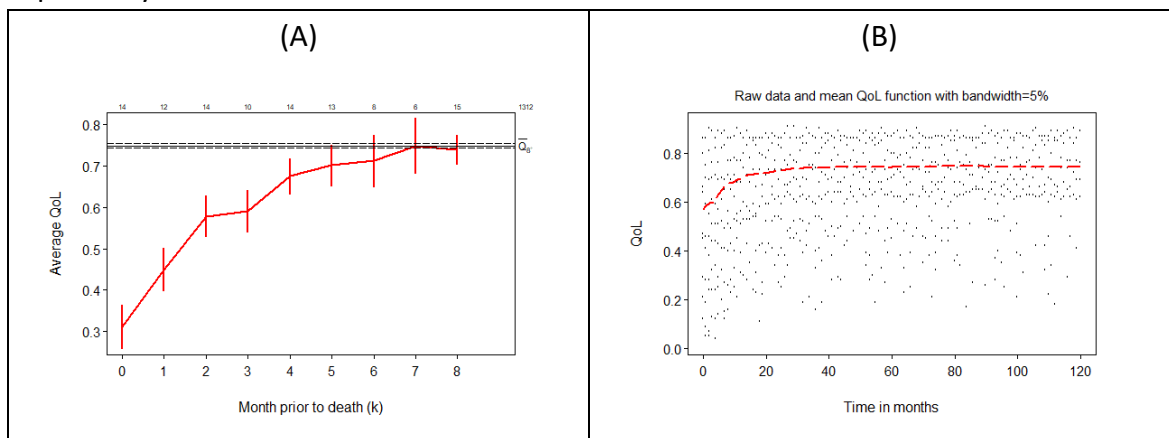 (A)
14 12 14 10 14 13 8 6 15 1312
0.8
0.7
0.6
0.5
0.4
0.3
Average QoL
0 1 2 3 4 5 6 7 8
Month prior to death (k)
(B)
Raw data and mean QoL function with bandwidth=5%
0.8
0.6
0.4
0.2
0.0
QoL
0 20 40 60 80 100 120
Time in months